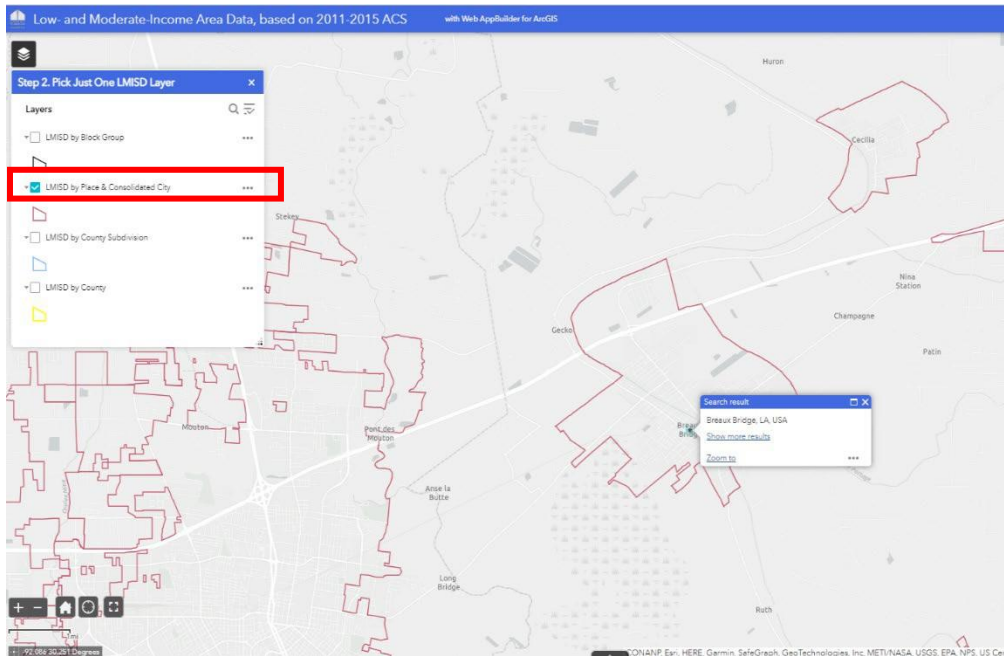 Low- and Moderate-Income Area Data, based on 2011-2015 ACS
with Web AppBuilder for ArcGIS
Step 2. Pick Just One LMISD Layer
Layers
LMISD by Block Group
LMISD by Place & Consolidated City
LMISD by County Subdivision
LMISD by County
Huron
Cecilia
Stekey
Nina
Station
Champagne
Gecko
Patin
Search result
Breaux Bridge, LA, USA
Show more results
Zoom to
Mouton
Pont des
Mouton
Anse la
Butte
Long
Bridge
Ruth
1mi
-92.086 30.251 Degrees
CONANP, Esri, HERE, Garmin, SafeGraph, GeoTechnologies, Inc, METI/NASA, USGS, EPA, NPS, US Cen